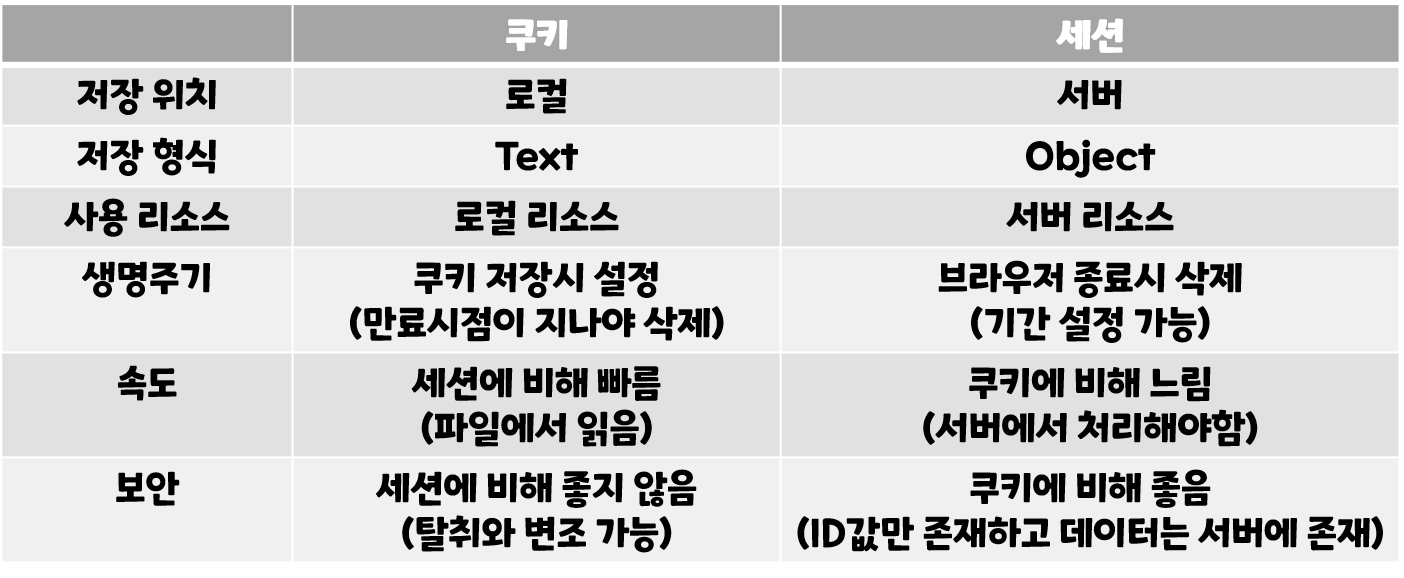 쿠키 세션
저장 위치 로컬 서버
저장 형식 Text Object
사용 리소스 로컬 리소스 서버 리소스
생명주기 쿠키 저장시 설정 브라우저 종료시 삭제
(만료시점이 지나야 삭제) (기간 설정 가능)
속도 세션에 비해 빠름 쿠키에 비해 느림
(파일에서 읽음) (서버에서 처리해야함)
보안 세션에 비해 좋지 않음 쿠키에 비해 좋음
(탈취와 변조 가능) (ID값만 존재하고 데이터는 서버에 존재)